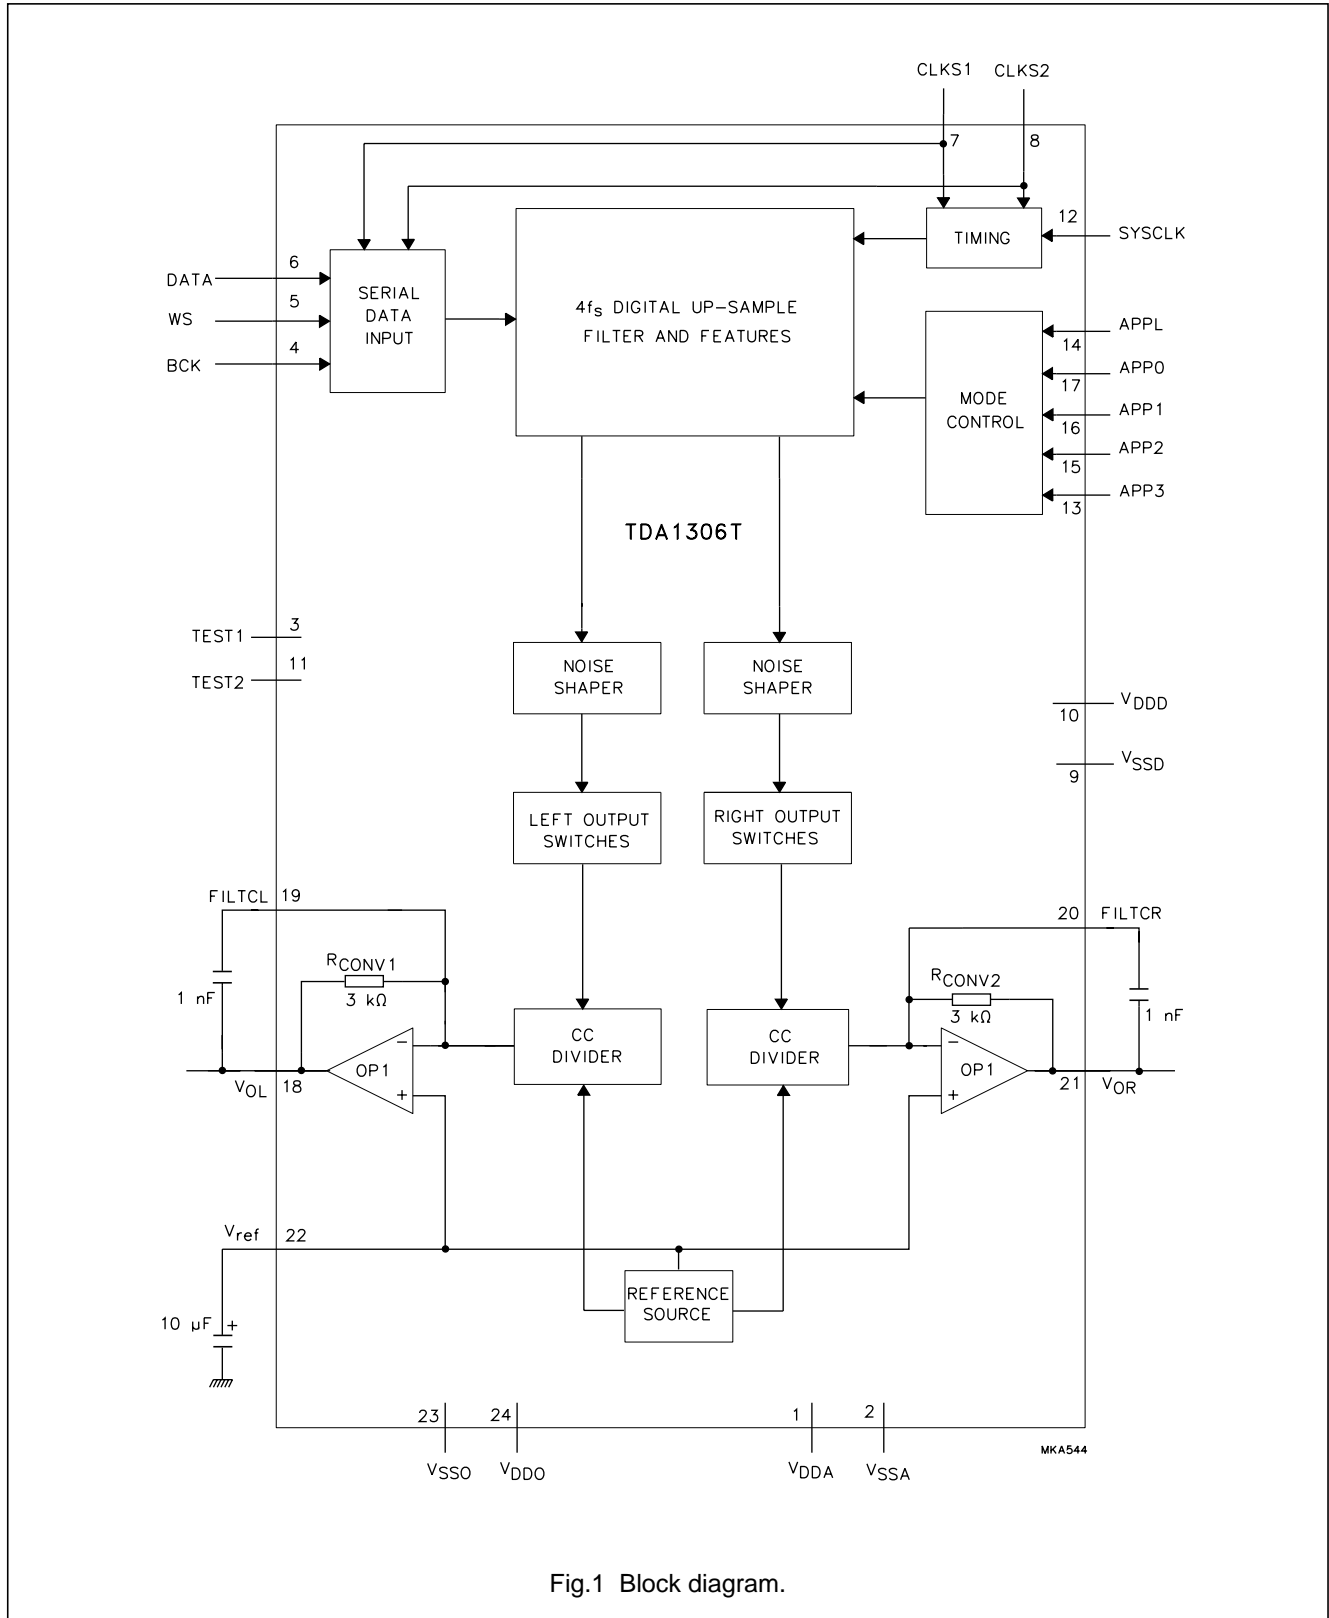 CLKS1 CLKS2
7 8
12
SYSCLK
TIMING
6
DATA
5
WS
4
BCK
SERIAL
DATA
INPUT
4fs DIGITAL UP-SAMPLE
FILTER AND FEATURES
APPL
14
APP0
17
APP1
16
APP2
15
APP3
13
MODE
CONTROL
TDA1306T
3
TEST1
11
TEST2
NOISE
SHAPER
NOISE
SHAPER
VDDD
10
VSSD
9
LEFT OUTPUT
SWITCHES
RIGHT OUTPUT
SWITCHES
FILTCL 19
20 FILTCR
RCONV1
3 kΩ
1 nF
RCONV2
3 kΩ
1 nF
CC
DIVIDER
CC
DIVIDER
−
OP1
+
−
OP1
+
VOL 18
21 VOR
Vref 22
REFERENCE
SOURCE
10 µF +
23 24 1 2
VSSO VDDO VDDA VSSA
MKA544
Fig.1 Block diagram.